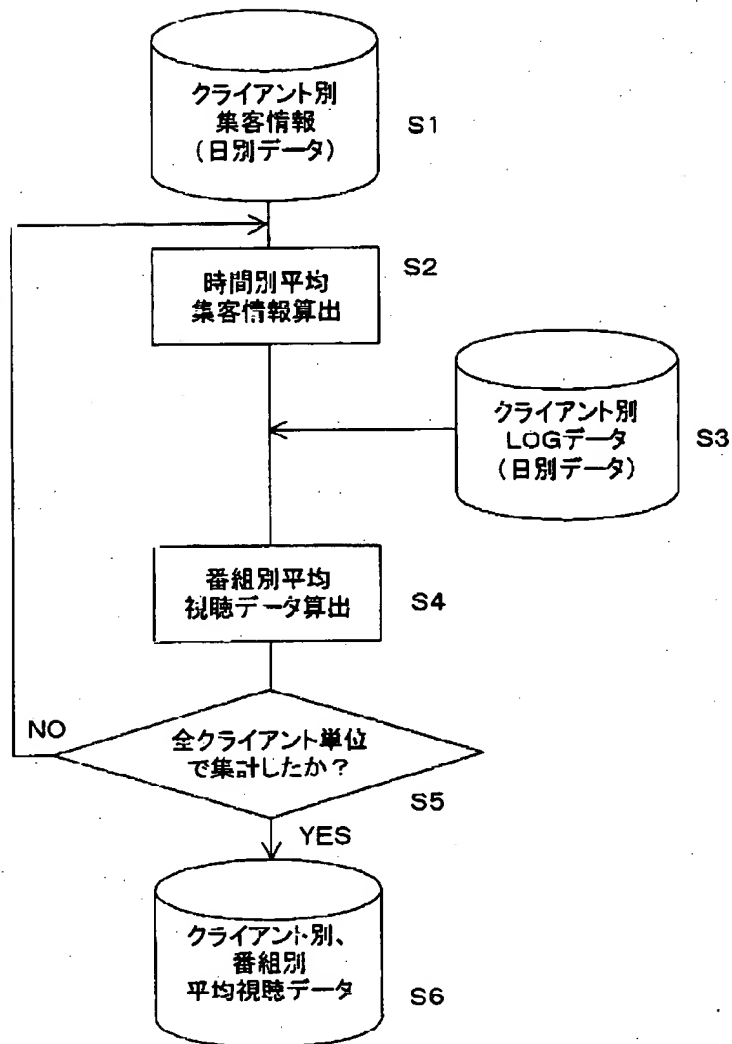 クライアント別
集客情報
(日別データ)
S1
S2
時間別平均
集客情報算出
クライアント別
LOGデータ
(日別データ)
S3
番組別平均
視聴データ算出
S4
NO
全クライアント単位
で集計したか？
S5
YES
クライアント別、
番組別
平均視聴データ
S6